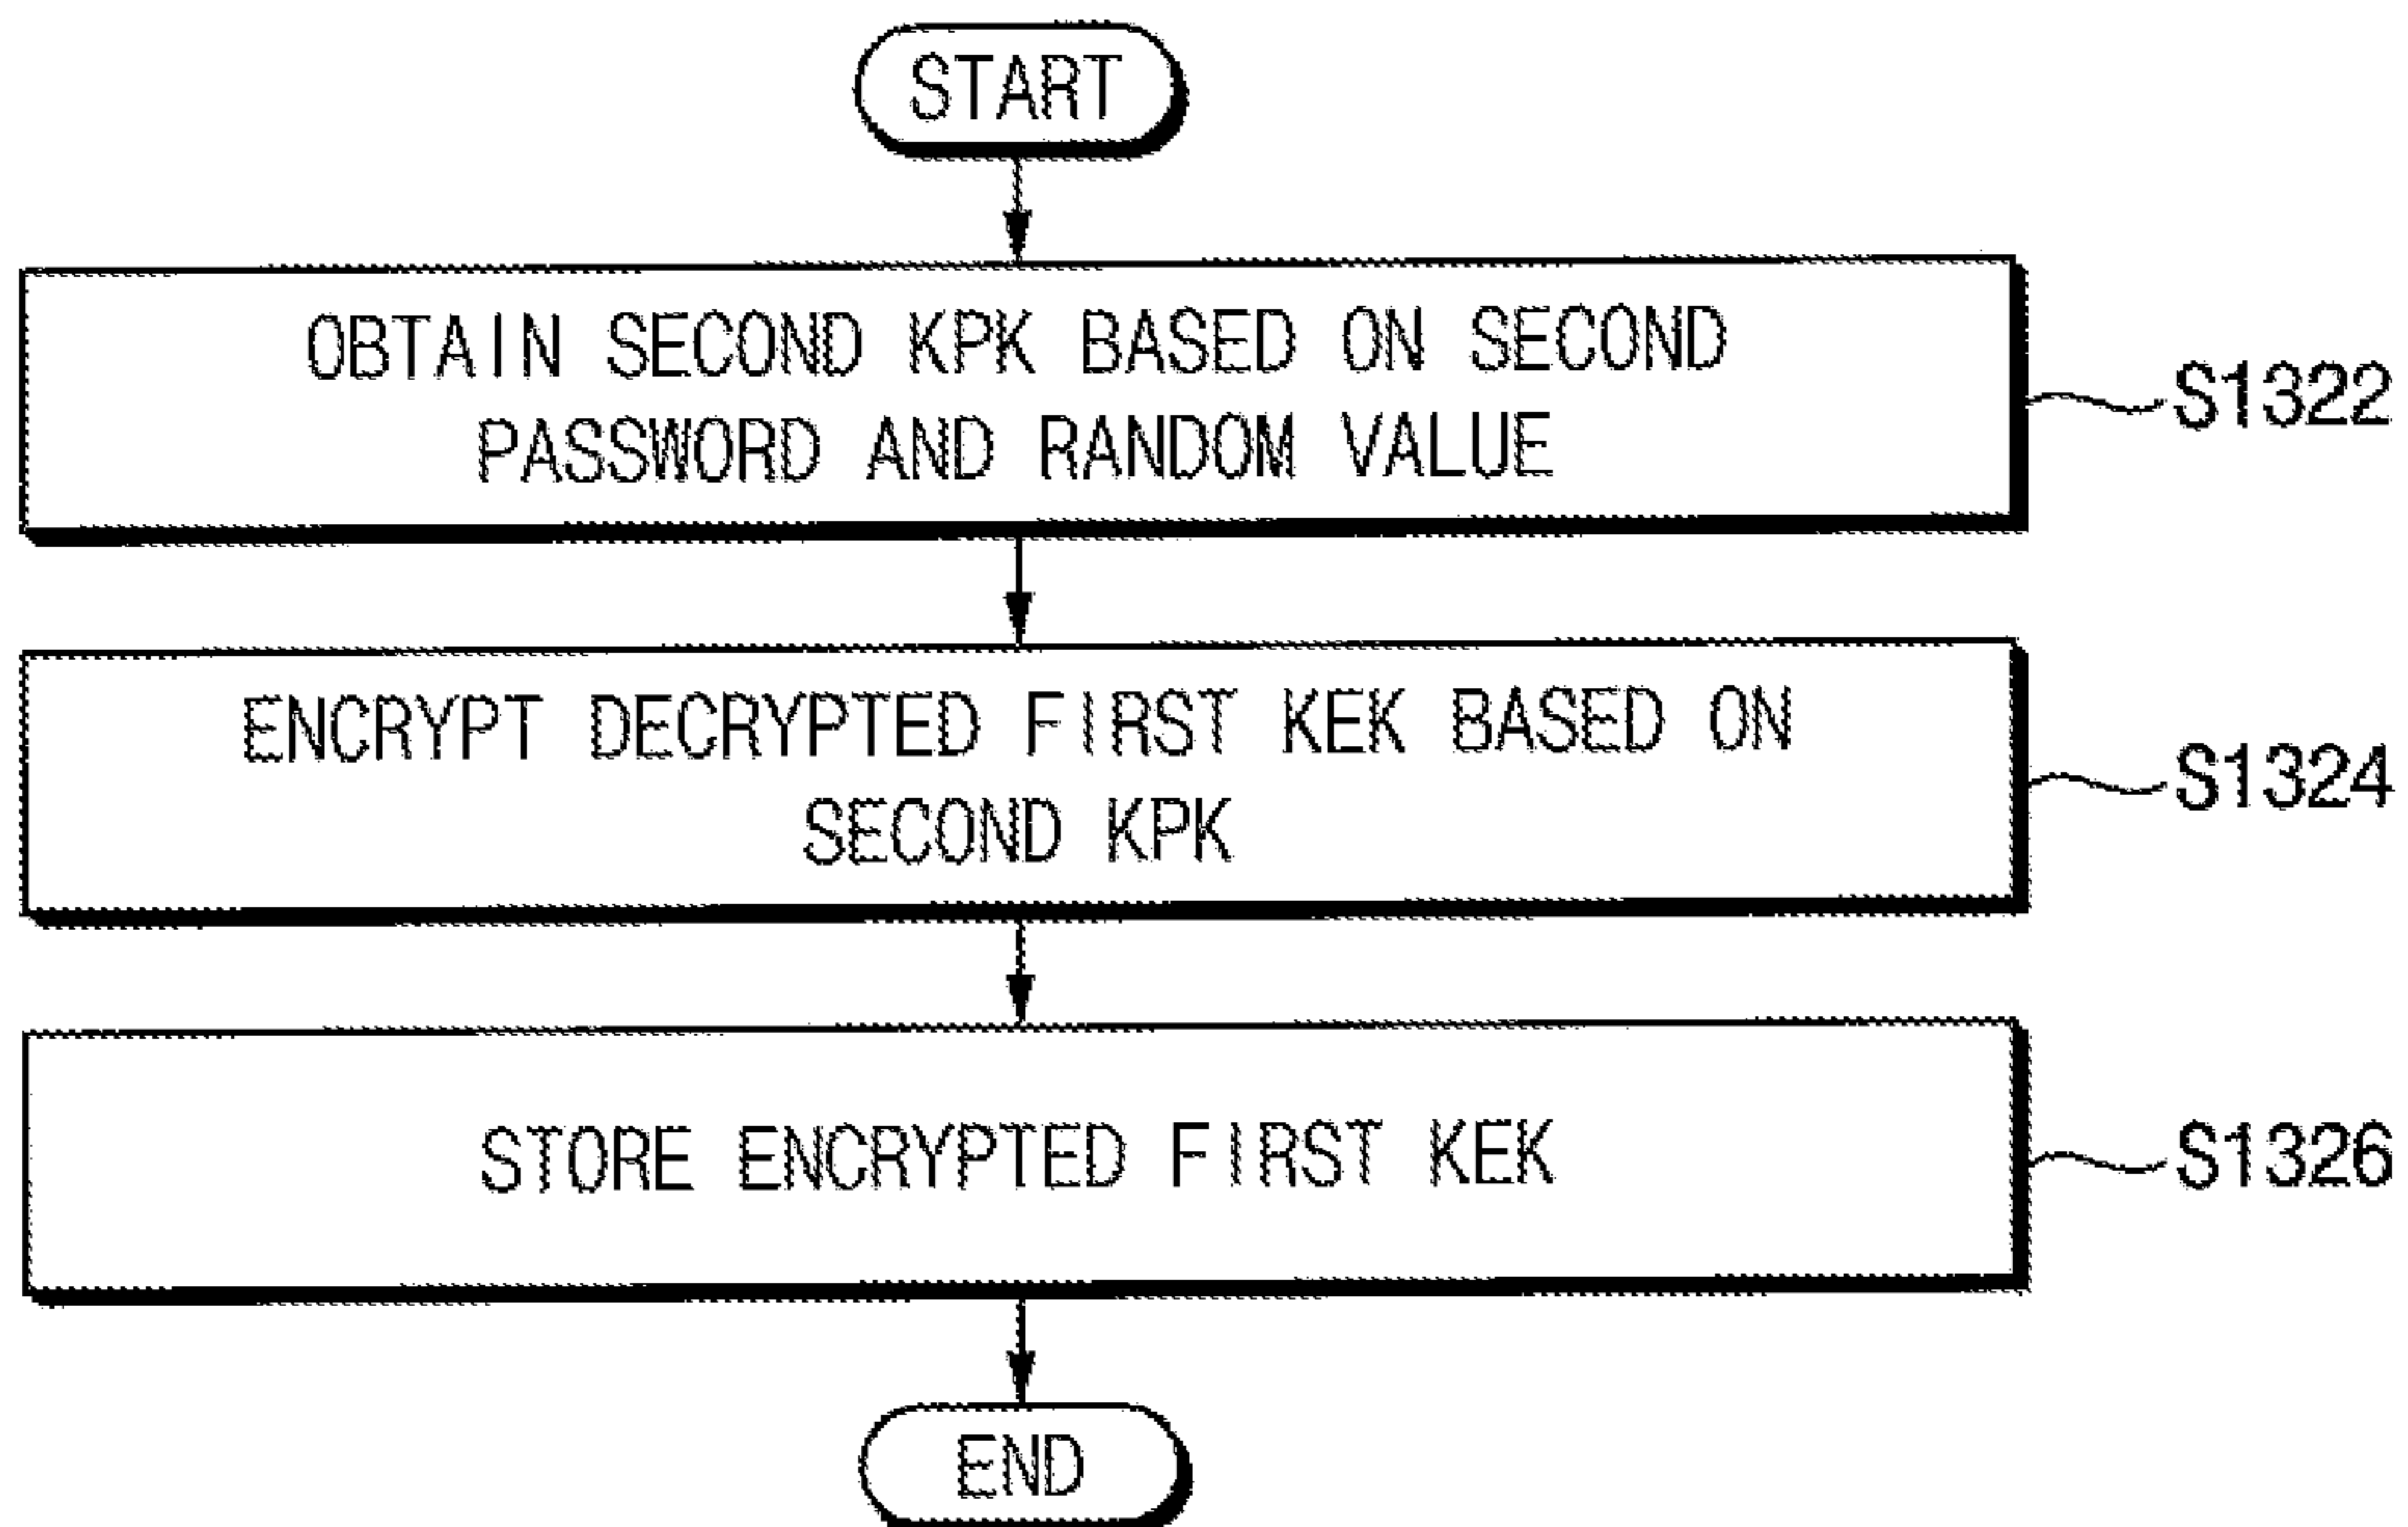 START
OBTAIN SECOND KPK BASED ON SECOND
PASSWORD AND RANDOM VALUE
S1322
ENCRYPT DECRYPTED FIRST KEK BASED ON
SECOND KPK
S1324
STORE ENCRYPTED FIRST KEK
S1326
END